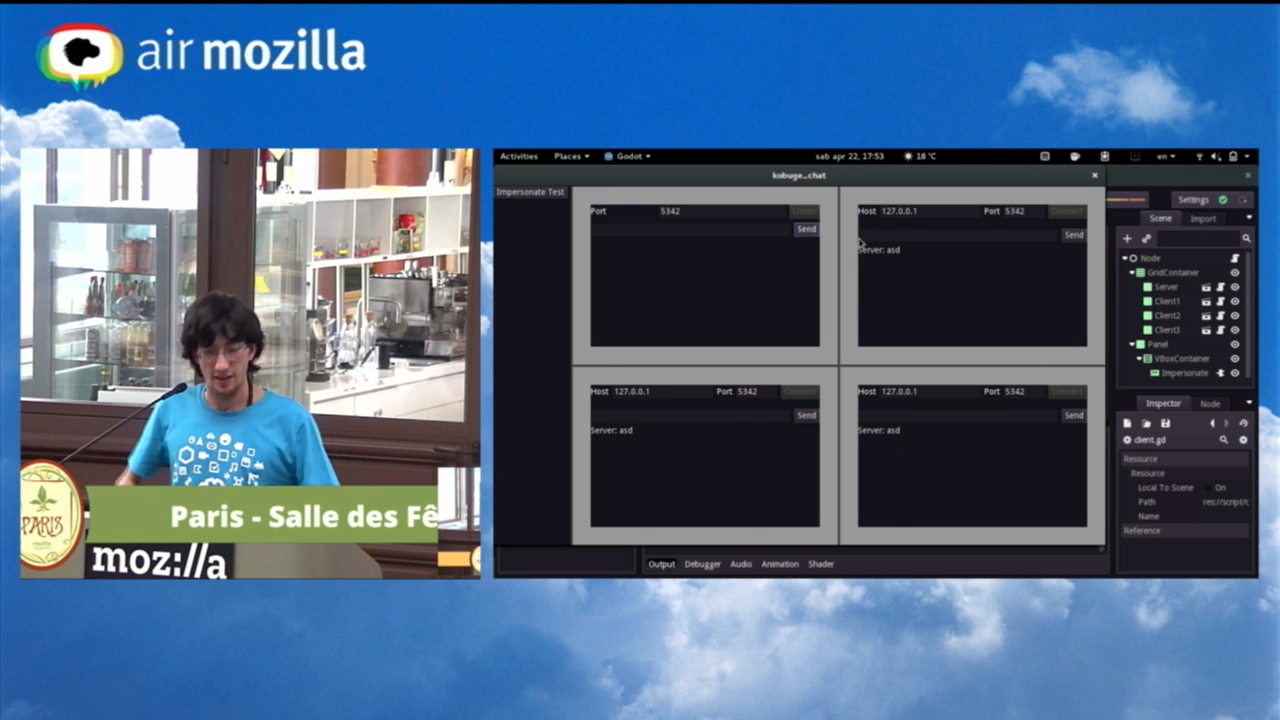 air mozilla
PARIS
mozilla
Paris - Salle des Fê
moz://a
Activities Places Godot sab apr 22, 17:53 18 °C en
kobuge_chat
Impersonate Test
Port 5342 Listen
Send
Host 127.0.0.1 Port 5342 Connect
Send
Server: asd
Host 127.0.0.1 Port 5342 Connect
Send
Server: asd
Host 127.0.0.1 Port 5342 Connect
Send
Server: asd
Output Debugger Audio Animation Shader
Settings
Scene Import
Node
GridContainer
Server
Client1
Client2
Client3
Panel
VBoxContainer
Impersonate
Inspector Node
client.gd
Resource
Resource
Local To Scene On
Path res://script/c
Name
Reference